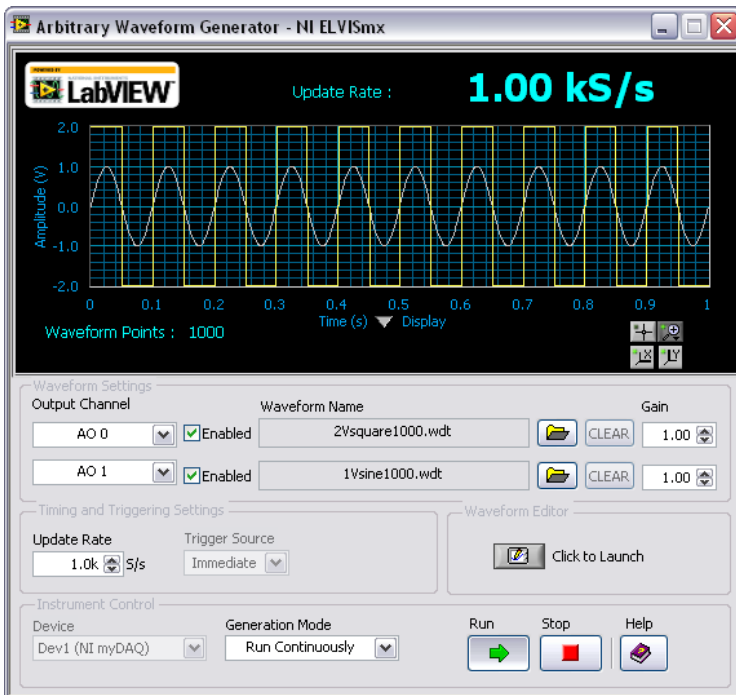 Arbitrary Waveform Generator - NI ELVISmx
LabVIEW
Update Rate : 1.00 kS/s
Amplitude (V)
2.0
1.0
0.0
-1.0
-2.0
0 0.1 0.2 0.3 0.4 0.5 0.6 0.7 0.8 0.9 1
Time (s) Display
Waveform Points : 1000
Waveform Settings
Output Channel Waveform Name Gain
AO 0 Enabled 2Vsquare1000.wdt CLEAR 1.00
AO 1 Enabled 1Vsine1000.wdt CLEAR 1.00
Timing and Triggering Settings Waveform Editor
Update Rate Trigger Source
1.0k S/s Immediate Click to Launch
Instrument Control
Device Generation Mode Run Stop Help
Dev1 (NI myDAQ) Run Continuously